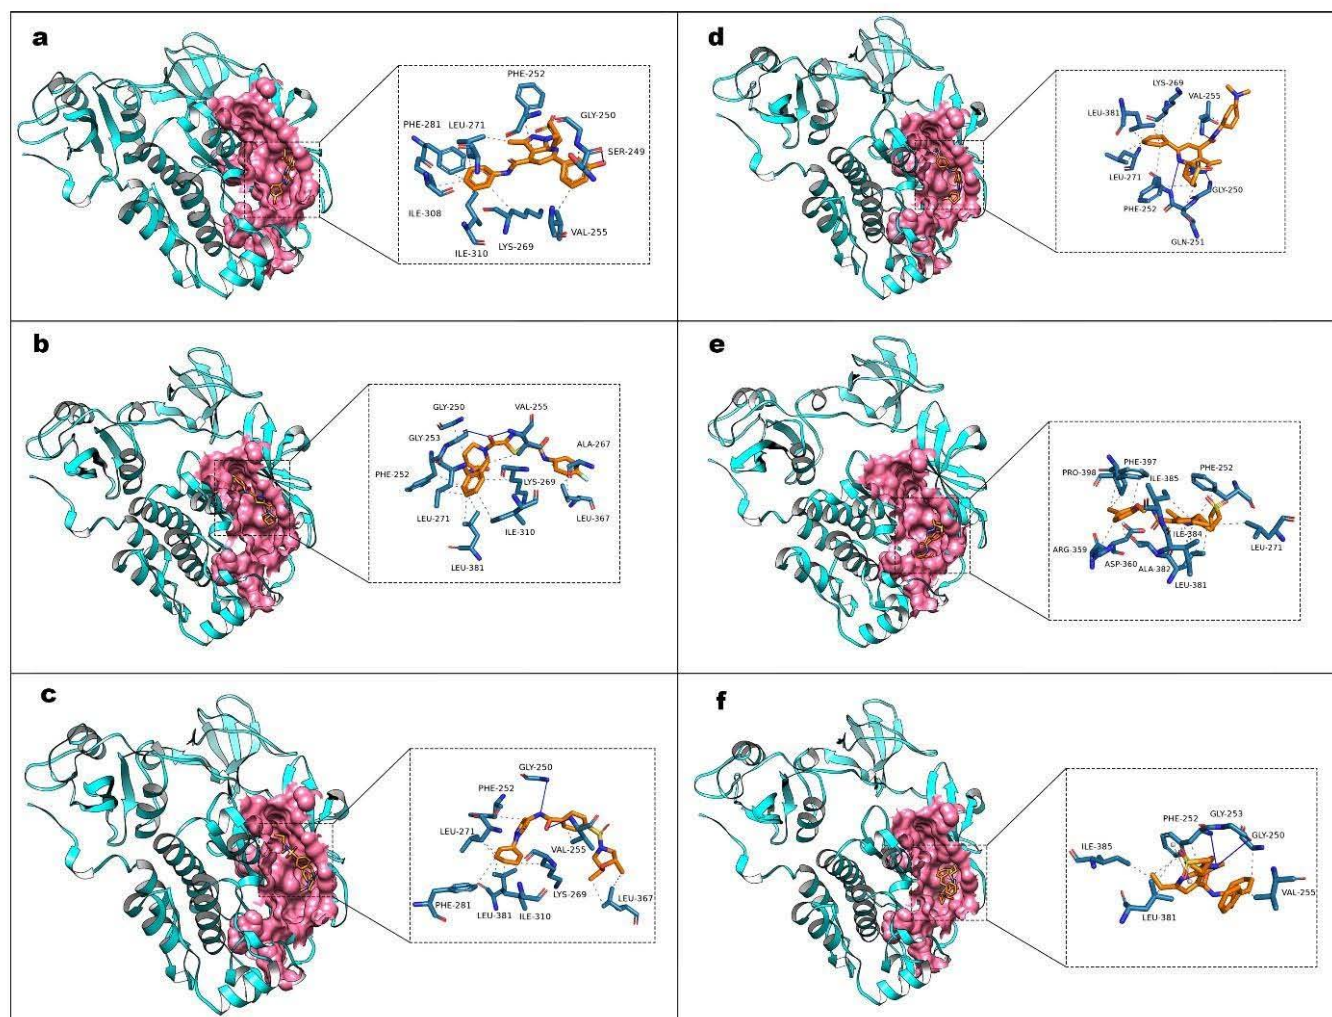 a
PHE-252
GLY-250
PHE-281
LEU-271
SER-249
ILE-308
VAL-255
LYS-269
ILE-310
d
LYS-269
VAL-255
LEU-381
LEU-271
GLY-250
PHE-252
GLN-251
b
GLY-250
VAL-255
GLY-253
ALA-267
PHE-252
LYS-269
LEU-271
ILE-310
LEU-367
LEU-381
e
PHE-397
PRO-398
PHE-252
ILE-385
ILE-384
LEU-271
ARG-359
ASP-360
ALA-382
LEU-381
c
GLY-250
PHE-252
LEU-271
VAL-255
LYS-269
PHE-281
LEU-381
ILE-310
LEU-367
f
GLY-253
PHE-252
GLY-250
ILE-385
VAL-255
LEU-381